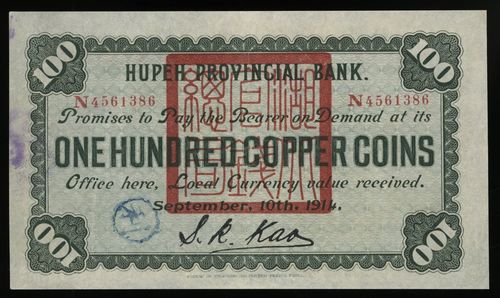 100 100
HUPEH PROVINCIAL BANK.
N4561386 N4561386
Promises to Pay the Bearer on Demand at its
ONE HUNDRED COPPER COINS
Office here, Local Currency value received.
September, 10th. 1914.
S. K. Kao
100 100